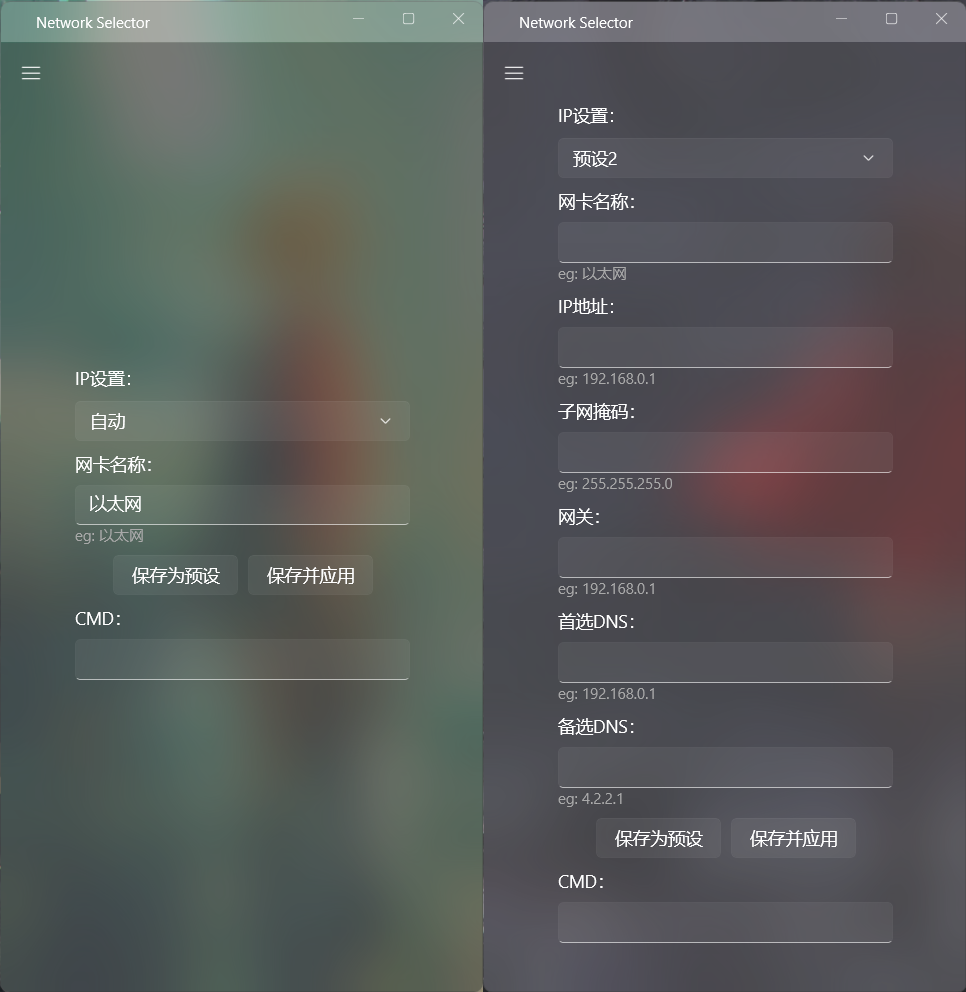 Network Selector
IP设置：
自动
网卡名称：
以太网
eg: 以太网
保存为预设
保存并应用
CMD：
Network Selector
IP设置：
预设2
网卡名称：
eg: 以太网
IP地址：
eg: 192.168.0.1
子网掩码：
eg: 255.255.255.0
网关：
eg: 192.168.0.1
首选DNS：
eg: 192.168.0.1
备选DNS：
eg: 4.2.2.1
保存为预设
保存并应用
CMD：